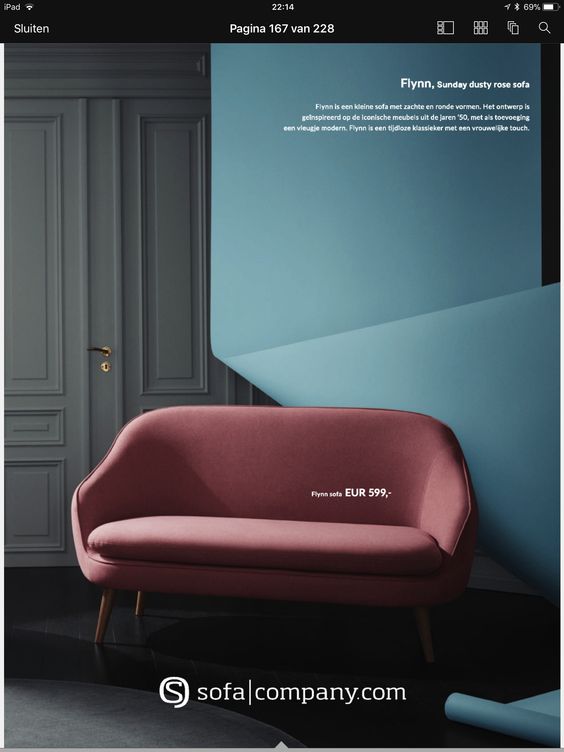 iPad
22:14
69%
Sluiten
Pagina 167 van 228
Flynn, Sunday dusty rose sofa
Flynn is een kleine sofa met zachte en ronde vormen. Het ontwerp is
geïnspireerd op de iconische meubels uit de jaren '50, met als toevoeging
een vleugje modern. Flynn is een tijdloze klassieker met een vrouwelijke touch.
Flynn sofa EUR 599,-
sofa|company.com